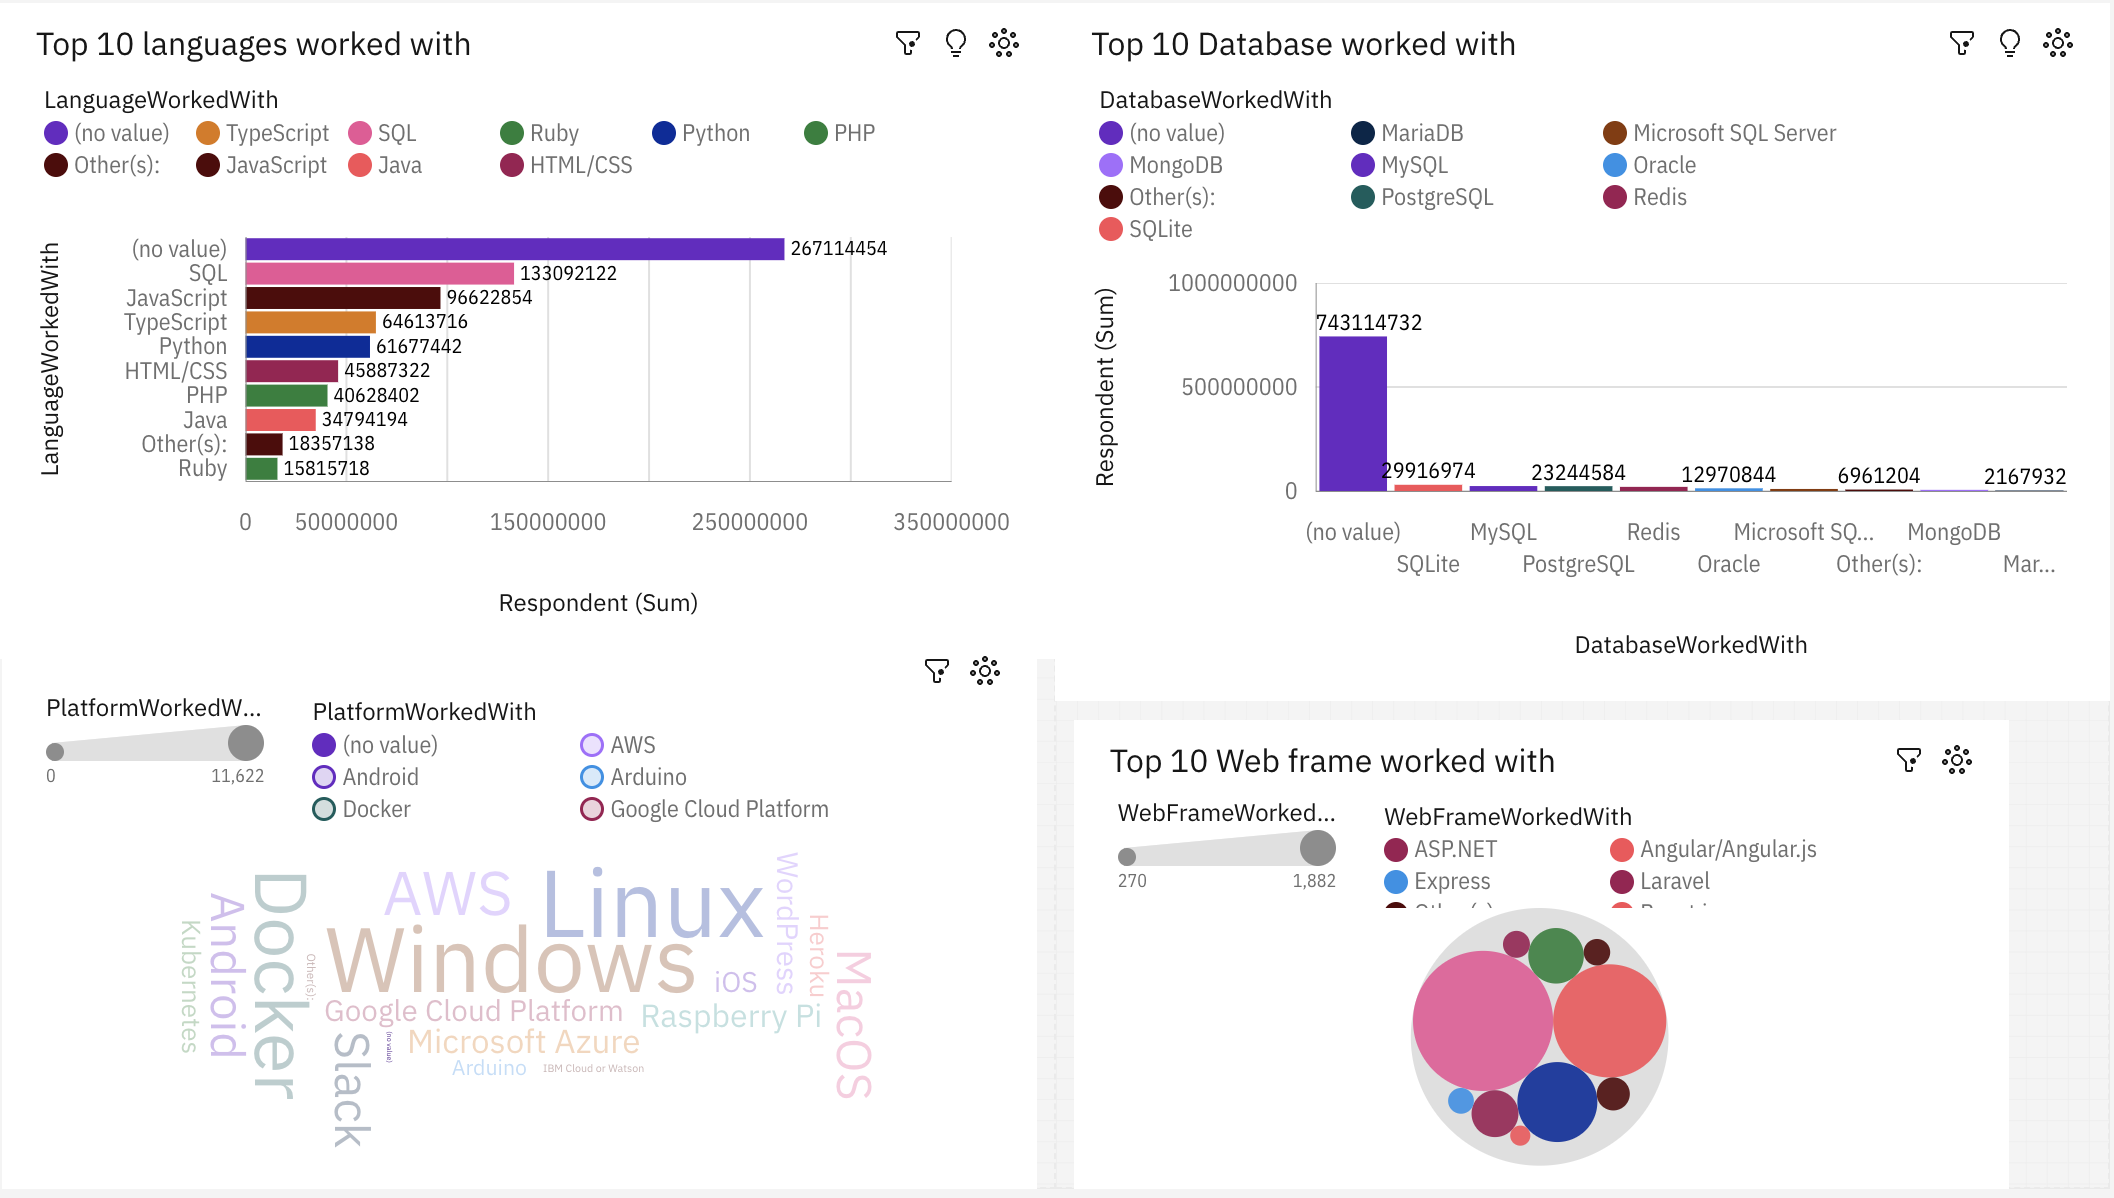 Top 10 languages worked with
LanguageWorkedWith
(no value) TypeScript SQL Ruby Python PHP
Other(s): JavaScript Java HTML/CSS
LanguageWorkedWith
(no value) 267114454
SQL 133092122
JavaScript 96622854
TypeScript 64613716
Python 61677442
HTML/CSS 45887322
PHP 40628402
Java 34794194
Other(s): 18357138
Ruby 15815718
0 50000000 150000000 250000000 350000000
Respondent (Sum)
Top 10 Database worked with
DatabaseWorkedWith
(no value) MariaDB Microsoft SQL Server
MongoDB MySQL Oracle
Other(s): PostgreSQL Redis
SQLite
Respondent (Sum)
1000000000
500000000
0
743114732
29916974 23244584 12970844 6961204 2167932
(no value) MySQL Redis Microsoft SQ... MongoDB
SQLite PostgreSQL Oracle Other(s): Mar...
DatabaseWorkedWith
PlatformWorkedW...
0 11,622
PlatformWorkedWith
(no value) AWS
Android Arduino
Docker Google Cloud Platform
Kubernetes
Android
Docker
Other(s):
AWS
Linux
Windows
iOS
WordPress
Heroku
MacOS
Google Cloud Platform
Raspberry Pi
Slack
(no value)
Microsoft Azure
Arduino
IBM Cloud or Watson
Top 10 Web frame worked with
WebFrameWorked...
270 1,882
WebFrameWorkedWith
ASP.NET Angular/Angular.js
Express Laravel